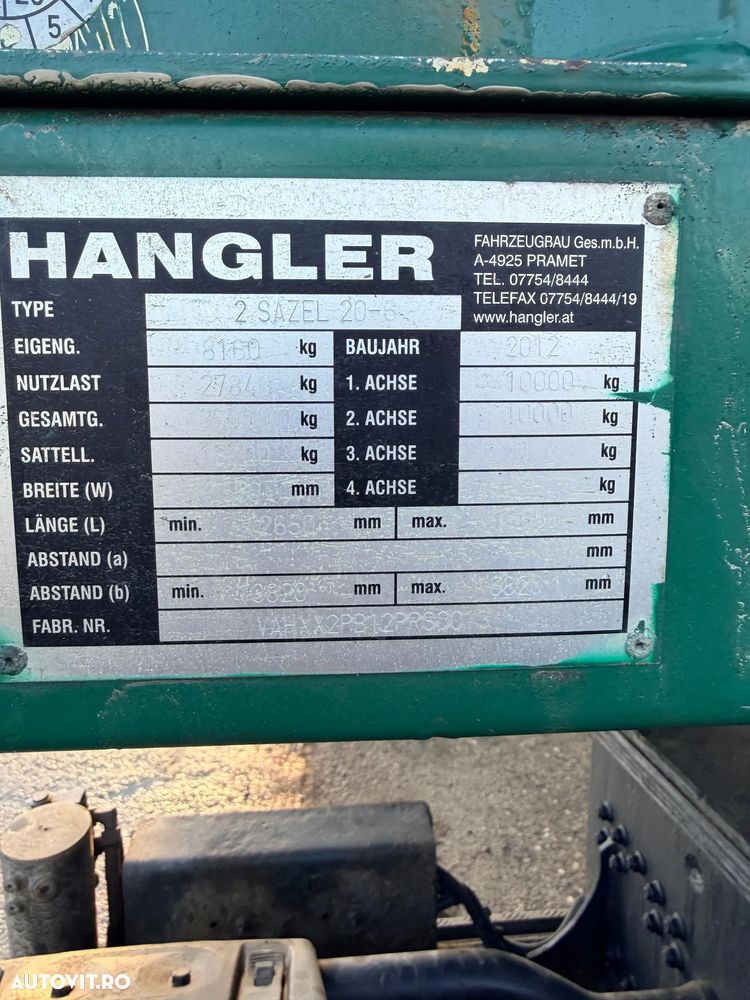 5
HANGLER
FAHRZEUGBAU Ges.m.b.H.
A-4925 PRAMET
TEL. 07754/8444
TELEFAX 07754/8444/19
www.hangler.at
TYPE 2 SAZEL 20-6
EIGENG. 8160 kg BAUJAHR 2012
NUTZLAST kg 1. ACHSE 10000 kg
GESAMTG. kg 2. ACHSE 10000 kg
SATTELL. kg 3. ACHSE kg
BREITE (W) mm 4. ACHSE kg
LÄNGE (L) min. mm max. mm
ABSTAND (a) mm
ABSTAND (b) min. mm max. mm
FABR. NR.
AUTOVIT.RO